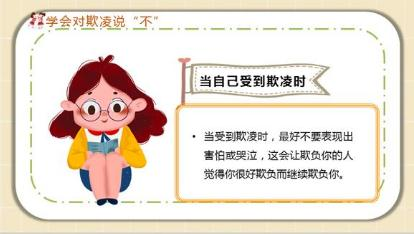 学会对欺凌说“不”
当自己受到欺凌时
• 当受到欺凌时，最好不要表现出
害怕或哭泣，这会让欺负你的人
觉得你很好欺负而继续欺负你。